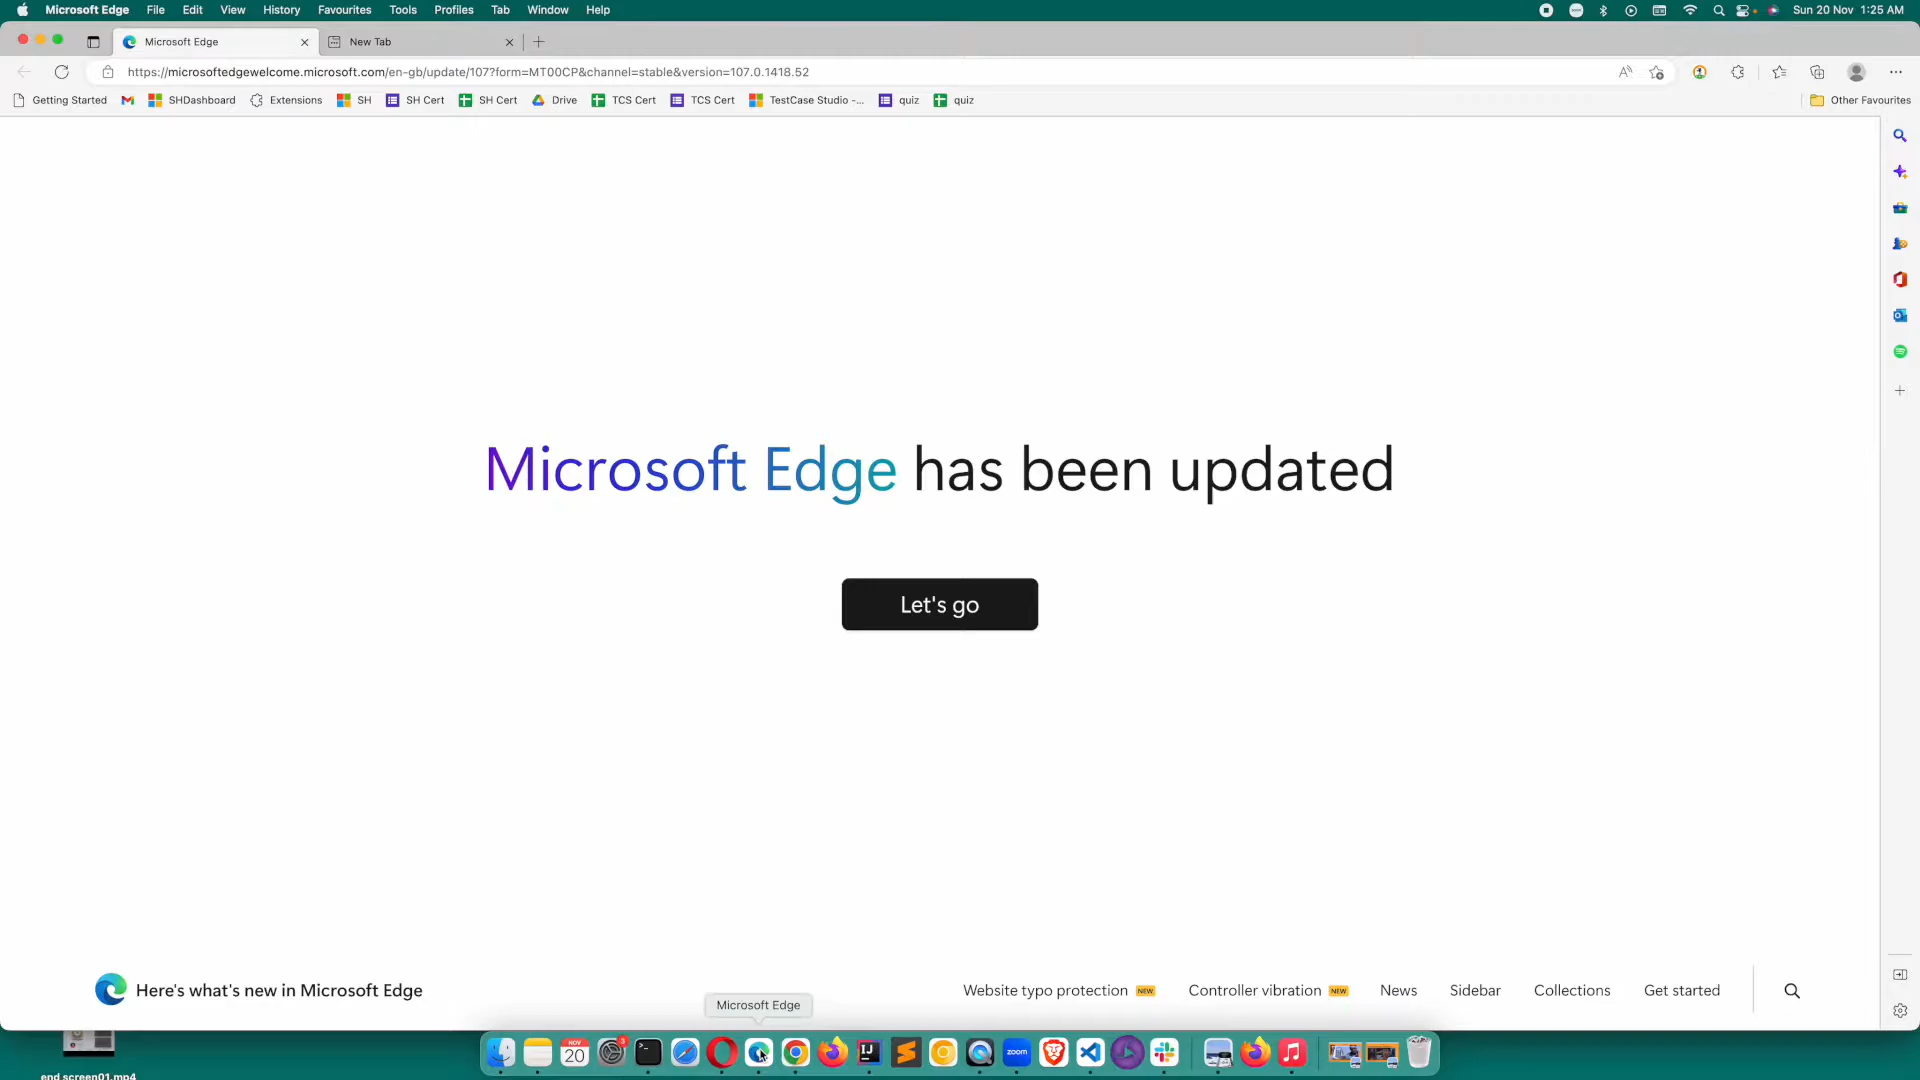 Microsoft Edge File Edit View History Favourites Tools Profiles Tab Window Help Sun 20 Nov 1:25 AM
Microsoft Edge New Tab
https://microsoftedgewelcome.microsoft.com/en-gb/update/107?form=MT00CP&channel=stable&version=107.0.1418.52
Getting Started SHDashboard Extensions SH SH Cert SH Cert Drive TCS Cert TCS Cert TestCase Studio -... quiz quiz Other Favourites
Microsoft Edge has been updated
Let's go
Here's what's new in Microsoft Edge Website typo protection NEW Controller vibration NEW News Sidebar Collections Get started
Microsoft Edge
NOV
20
3
zoom
end screen01.mp4